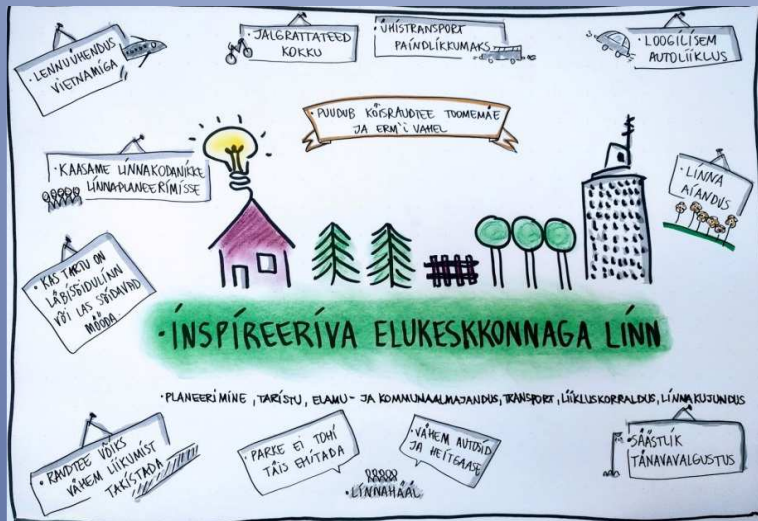 · LENNUÜHENDUS
VIETNAMIGA
· JALGRATTATEED
KOKKU
· ÜHISTRANSPORT
PAINDLIKKUMAKS
· LOOGILISEM
AUTOLIIKLUS
· PUUDUB KÖISRAUDTEE TOOMEMÄE
JA ERM'I VAHEL
· KAASAME LINNAKODANIKKE
LINNAPLANEERIMISSE
· LINNA
AIANDUS
· KAS TARTU ON
LÄBISÕIDULINN
VÕI LAS SÕIDAVAD
MÖÖDA
· INSPIREERIVA ELUKESKKONNAGA LINN
· PLANEERIMINE, TARISTU, ELAMU- JA KOMMUNAALMAJANDUS, TRANSPORT, LIIKLUSKORRALDUS, LINNAKUJUNDUS
· RAUDTEE VÕIKS
VÄHEM LIIKUMIST
TAKISTADA
· PARKE EI TOHI
TÄIS EHITADA
· VÄHEM AUTOSID
JA HEITGAASE
· LINNAHÄÄL
· SÄÄSTLIK
TÄNAVAVALGUSTUS